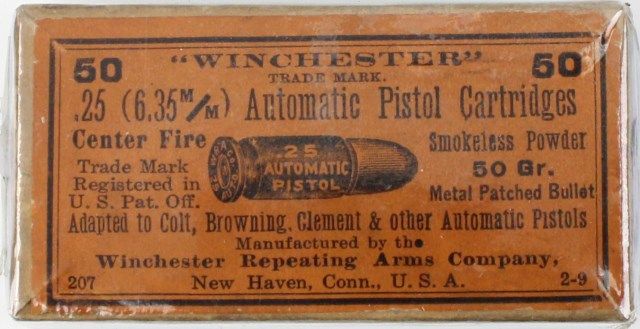 50 "WINCHESTER" 50
TRADE MARK.
.25 (6.35 M/M) Automatic Pistol Cartridges
Center Fire
Trade Mark
Registered in
U. S. Pat. Off.
25
AUTOMATIC
PISTOL
Smokeless Powder
50 Gr.
Metal Patched Bullet
Adapted to Colt, Browning, Clement & other Automatic Pistols
Manufactured by the
Winchester Repeating Arms Company,
207 New Haven, Conn., U. S. A. 2-9